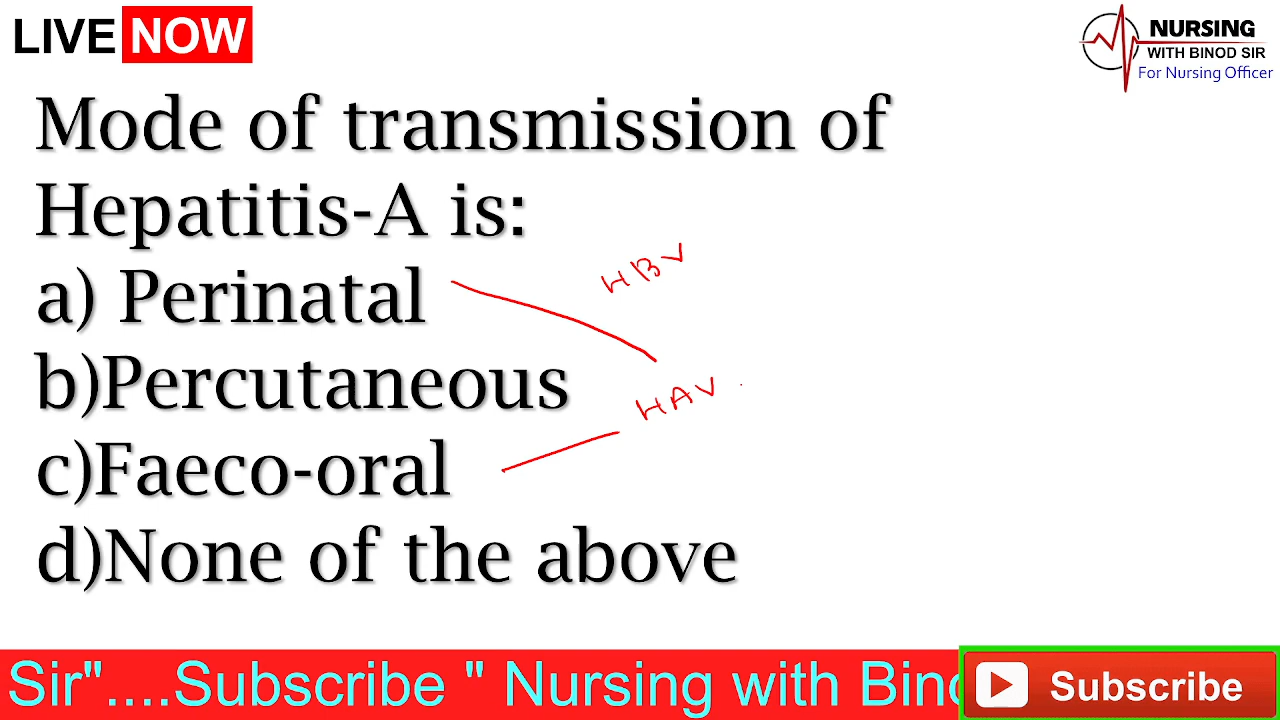 LIVE NOW
NURSING
WITH BINOD SIR
For Nursing Officer
Mode of transmission of
Hepatitis-A is:
a) Perinatal
b)Percutaneous
c)Faeco-oral
d)None of the above
HBV
HAV
Sir"....Subscribe " Nursing with Bino
Subscribe